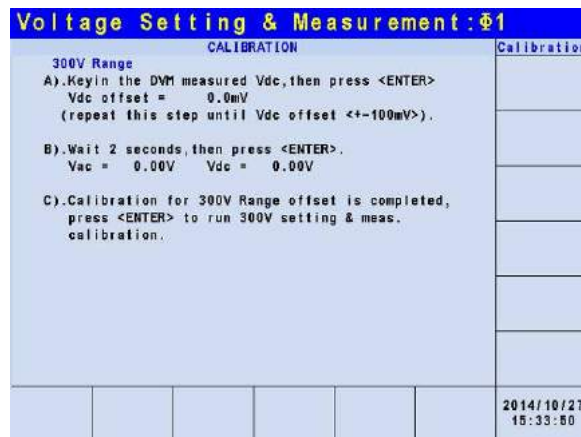 Voltage Setting & Measurement:Φ1
CALIBRATION
Calibration
300V Range
A).Keyin the DVM measured Vdc,then press <ENTER>
Vdc offset = 0.0mV
(repeat this step until Vdc offset <+-100mV>).
B).Wait 2 seconds,then press <ENTER>.
Vac = 0.00V Vdc = 0.00V
C).Calibration for 300V Range offset is completed,
press <ENTER> to run 300V setting & meas.
calibration.
2014/10/27
15:33:50